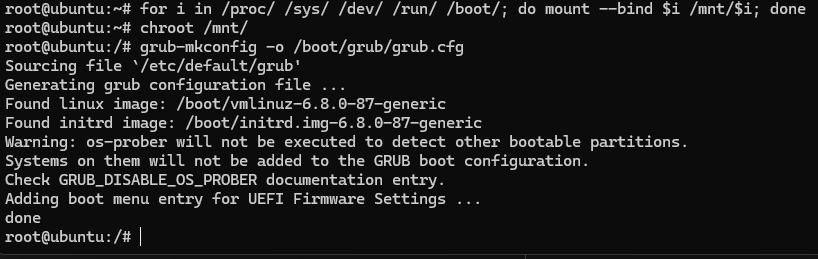 root@ubuntu:~# for i in /proc/ /sys/ /dev/ /run/ /boot/; do mount --bind $i /mnt/$i; done
root@ubuntu:~# chroot /mnt/
root@ubuntu:/# grub-mkconfig -o /boot/grub/grub.cfg
Sourcing file `/etc/default/grub'
Generating grub configuration file ...
Found linux image: /boot/vmlinuz-6.8.0-87-generic
Found initrd image: /boot/initrd.img-6.8.0-87-generic
Warning: os-prober will not be executed to detect other bootable partitions.
Systems on them will not be added to the GRUB boot configuration.
Check GRUB_DISABLE_OS_PROBER documentation entry.
Adding boot menu entry for UEFI Firmware Settings ...
done
root@ubuntu:/#